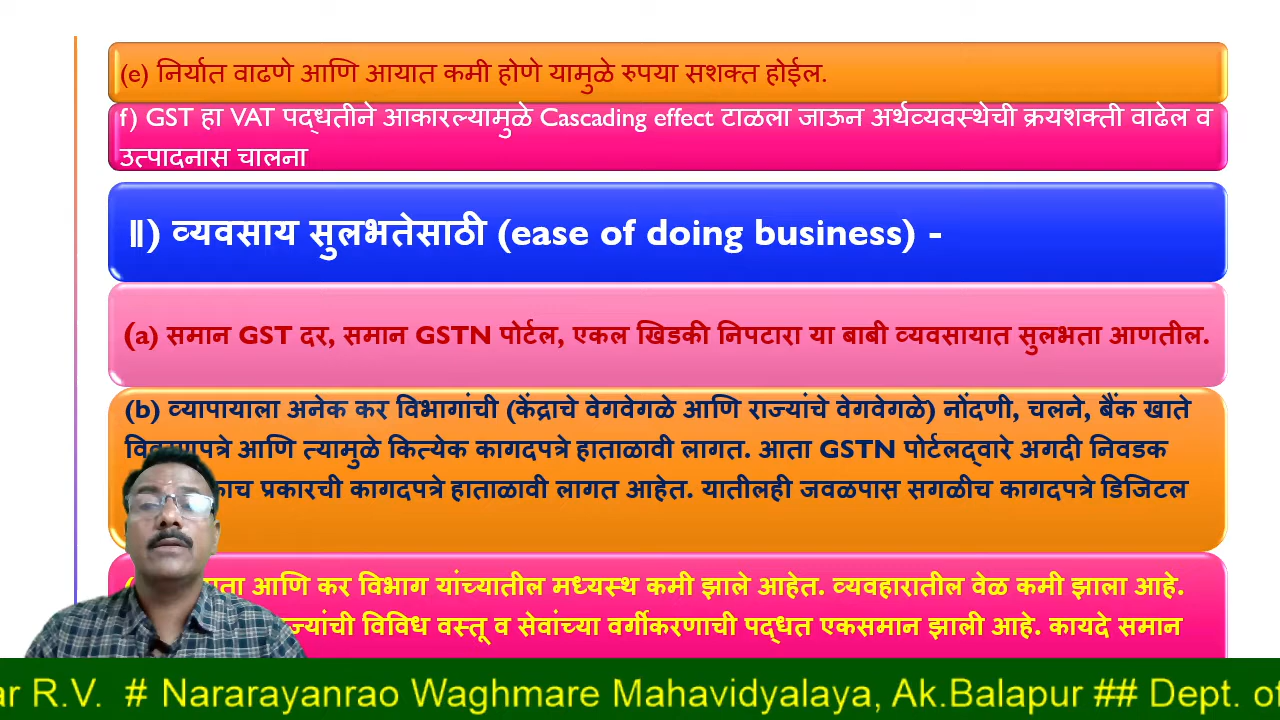 (e) निर्यात वाढणे आणि आयात कमी होणे यामुळे रुपया सशक्त होईल.
f) GST हा VAT पद्धतीने आकारल्यामुळे Cascading effect टाळला जाऊन अर्थव्यवस्थेची क्रयशक्ती वाढेल व
उत्पादनास चालना
II) व्यवसाय सुलभतेसाठी (ease of doing business) -
(a) समान GST दर, समान GSTN पोर्टल, एकल खिडकी निपटारा या बाबी व्यवसायात सुलभता आणतील.
(b) व्यापायाला अनेक कर विभागांची (केंद्राचे वेगवेगळे आणि राज्यांचे वेगवेगळे) नोंदणी, चलने, बँक खाते
आणि त्यामुळे कित्येक कागदपत्रे हाताळावी लागत. आता GSTN पोर्टलद्वारे अगदी निवडक
प्रकारची कागदपत्रे हाताळावी लागत आहेत. यातीलही जवळपास सगळीच कागदपत्रे डिजिटल
आणि कर विभाग यांच्यातील मध्यस्थ कमी झाले आहेत. व्यवहारातील वेळ कमी झाला आहे.
विविध वस्तू व सेवांच्या वर्गीकरणाची पद्धत एकसमान झाली आहे. कायदे समान
R.V. # Nararayanrao Waghmare Mahavidyalaya, Ak.Balapur ## Dept. of